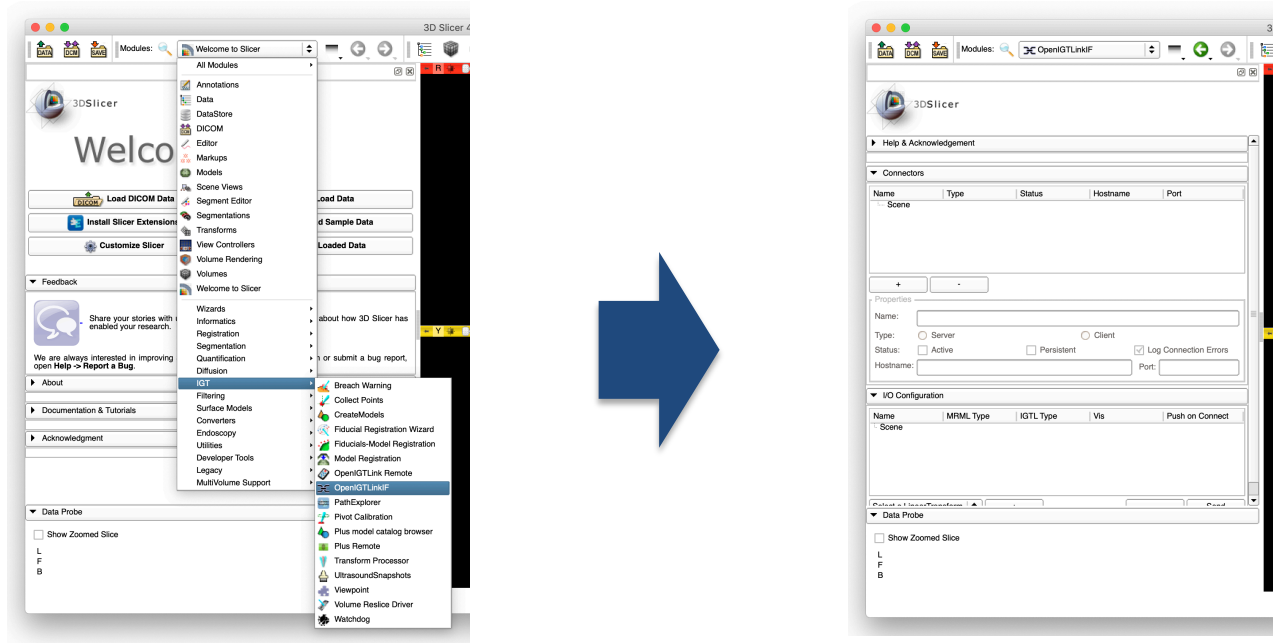 3D Slicer 4
DATA DCM SAVE Modules: Welcome to Slicer
All Modules
R
3DSlicer
Welco
Annotations
Data
DataStore
DICOM
Editor
Markups
Models
Scene Views
Segment Editor
Segmentations
Transforms
View Controllers
Volume Rendering
Volumes
Welcome to Slicer
Wizards
Informatics
Registration
Segmentation
Quantification
Diffusion
IGT
Filtering
Surface Models
Converters
Endoscopy
Utilities
Developer Tools
Legacy
MultiVolume Support
DICOM Load DICOM Data
Load Data
Install Slicer Extensions
d Sample Data
Customize Slicer
Loaded Data
Feedback
Share your stories with
about how 3D Slicer has
enabled your research.
Y
We are always interested in improving
or submit a bug report,
open Help -> Report a Bug.
About
Documentation & Tutorials
Acknowledgment
Breach Warning
Collect Points
CreateModels
Fiducial Registration Wizard
Fiducials-Model Registration
Model Registration
OpenIGTLink Remote
OpenIGTLinkIF
PathExplorer
Pivot Calibration
Plus model catalog browser
Plus Remote
Transform Processor
UltrasoundSnapshots
Viewpoint
Volume Reslice Driver
Watchdog
Data Probe
Show Zoomed Slice
L
F
B
3
DATA DCM SAVE Modules: OpenIGTLinkIF
3DSlicer
Help & Acknowledgement
Connectors
Name Type Status Hostname Port
Scene
+ -
Properties
Name:
Type: Server Client
Status: Active Persistent Log Connection Errors
Hostname: Port:
I/O Configuration
Name MRML Type IGTL Type Vis Push on Connect
Scene
Select a LinearTransform + Send
Data Probe
Show Zoomed Slice
L
F
B